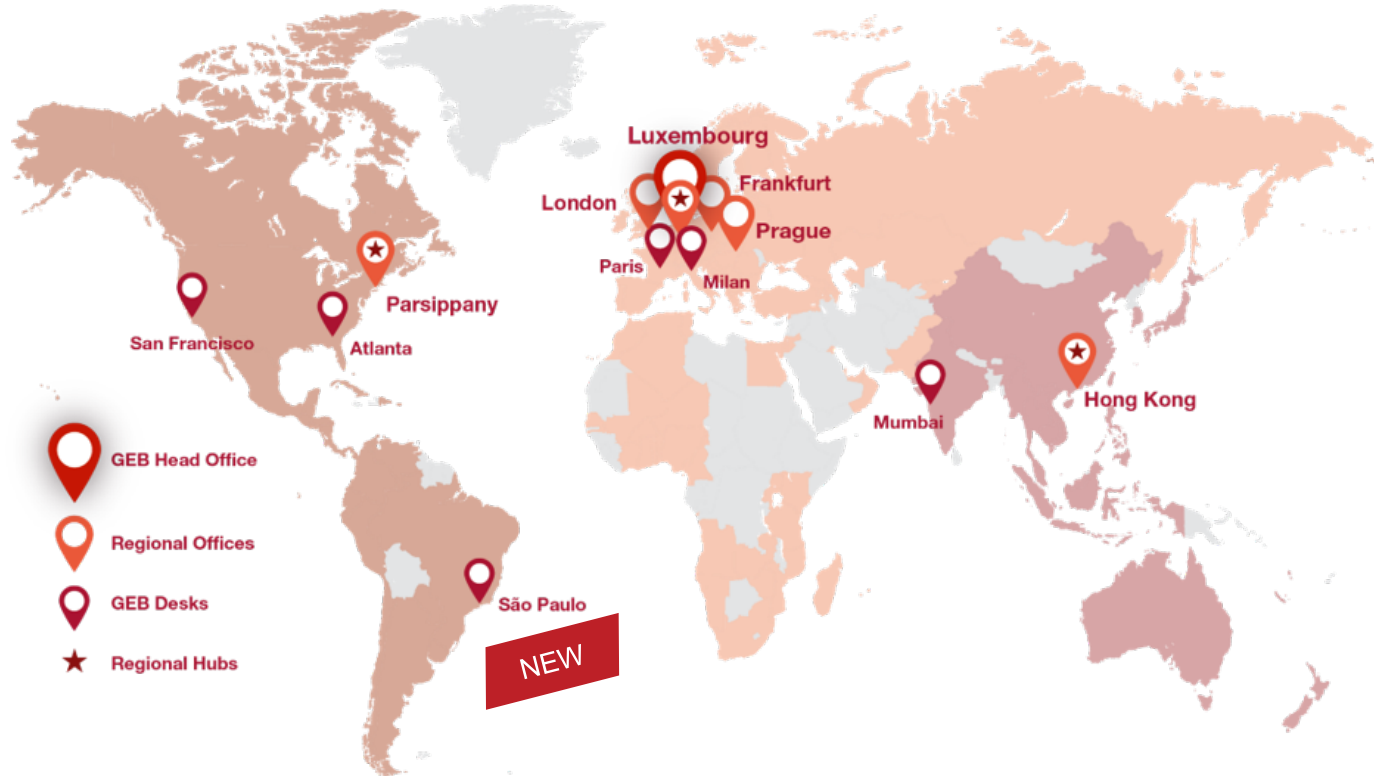 Luxembourg
London
Frankfurt
Prague
Paris
Milan
Parsippany
San Francisco
Atlanta
Hong Kong
Mumbai
São Paulo
NEW
GEB Head Office
Regional Offices
GEB Desks
Regional Hubs